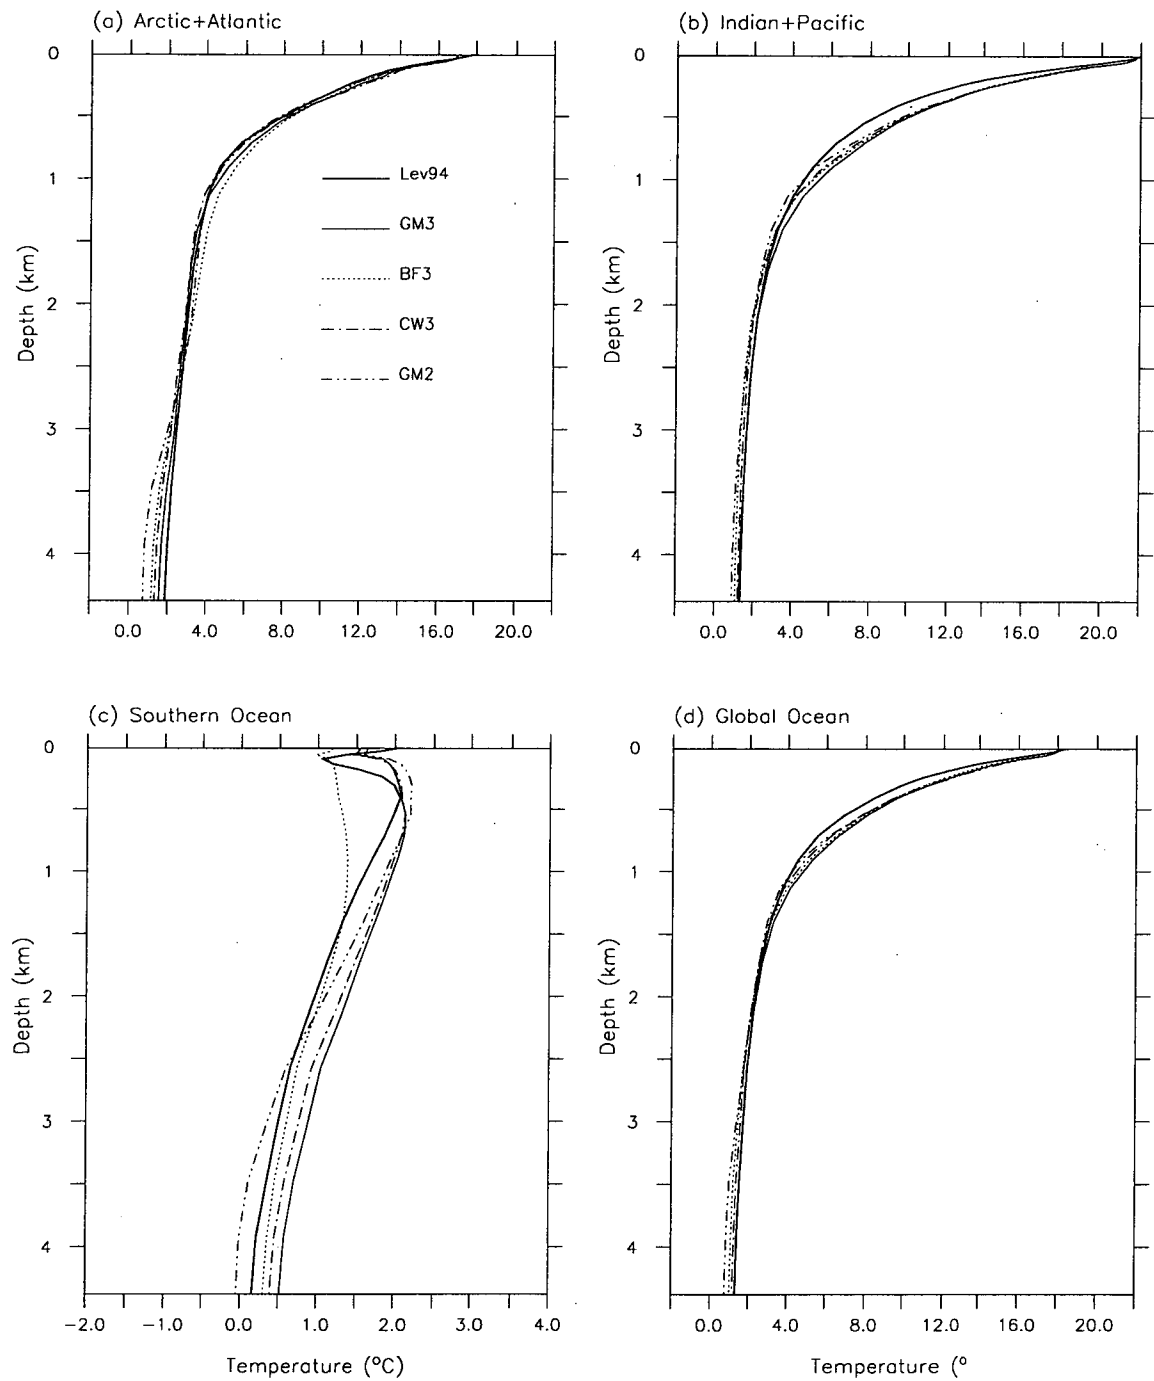 (a) Arctic+Atlantic
0
1
2
3
4
Depth (km)
Lev94
GM3
BF3
CW3
GM2
0.0 4.0 8.0 12.0 16.0 20.0
(b) Indian+Pacific
0
1
2
3
4
Depth (km)
0.0 4.0 8.0 12.0 16.0 20.0
(c) Southern Ocean
0
1
2
3
4
Depth (km)
-2.0 -1.0 0.0 1.0 2.0 3.0 4.0
Temperature (°C)
(d) Global Ocean
0
1
2
3
4
Depth (km)
0.0 4.0 8.0 12.0 16.0 20.0
Temperature (°